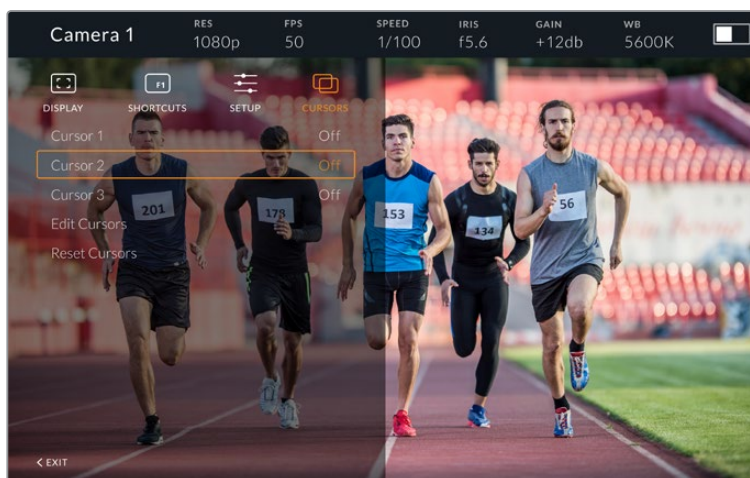 Camera 1
RES FPS SPEED IRIS GAIN WB
1080p 50 1/100 f5.6 +12db 5600K
F1
DISPLAY SHORTCUTS SETUP CURSORS
Cursor 1 Off
Cursor 2 Off
Cursor 3 Off
Edit Cursors
Reset Cursors
201 178 153 134 56
< EXIT